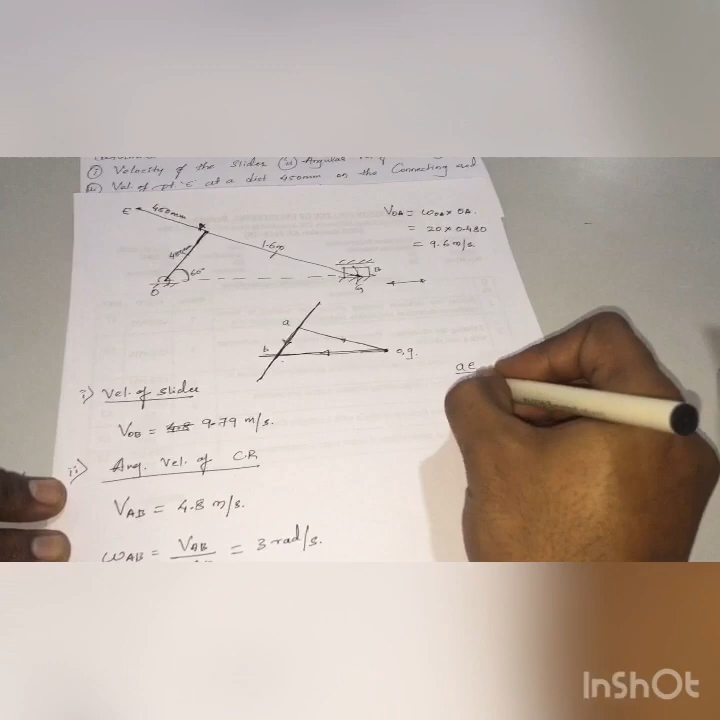 ① Velocity of the slider (ii) Angular
Vel. of pt 'E' at a dist 450mm on the Connecting rod
E
450mm
A
1.6m
60°
O
B
G
VOA = ωOA × OA.
= 20 × 0.480
= 9.6 m/s
a
b
o,g.
ae
i) Vel. of slider
VOB = 4.8 9.79 m/s.
ii) Ang. Vel. of C.R
VAB = 4.8 m/s.
ωAB = VAB = 3 rad/s.
InShOt